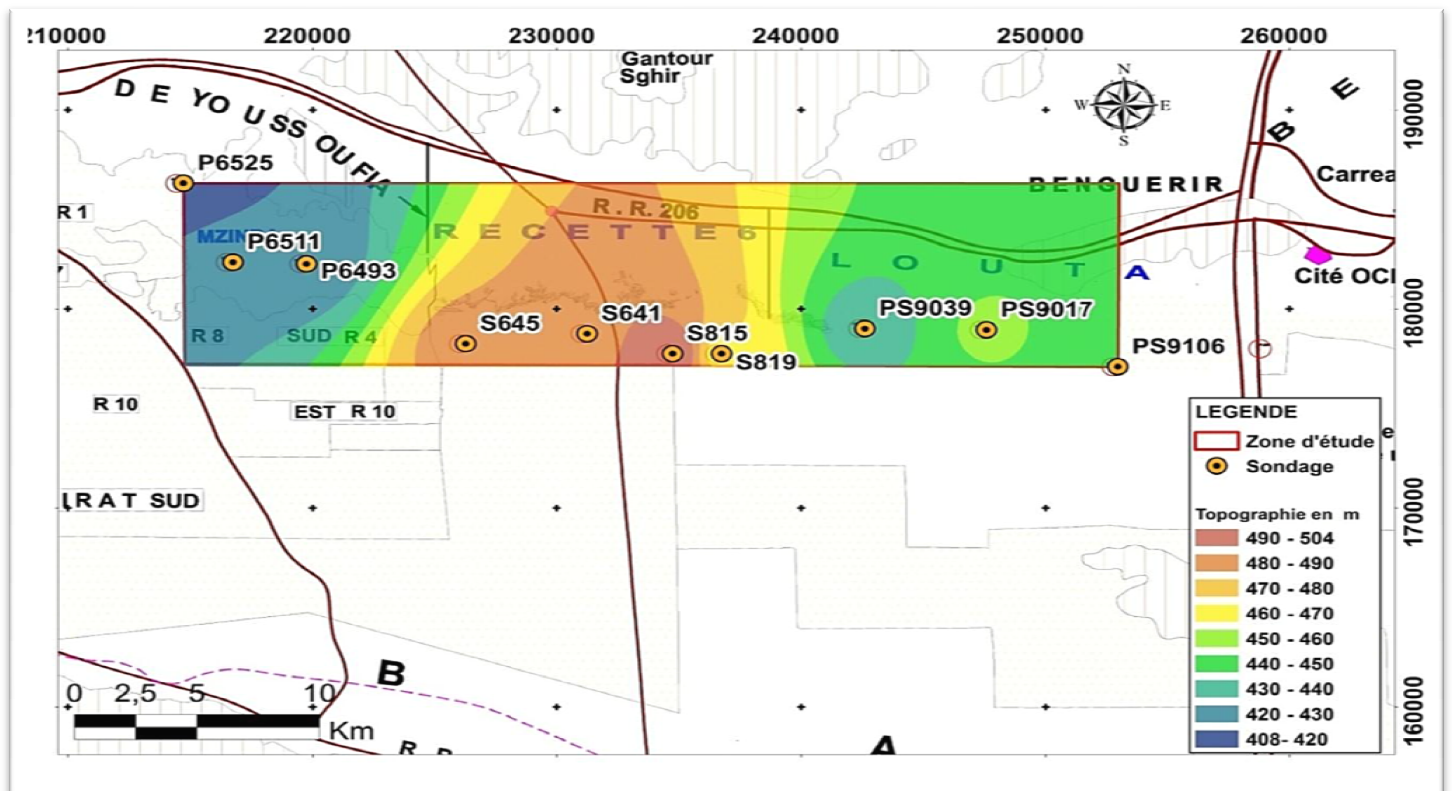 210000 220000 230000 240000 250000 260000
Gantour
Sghir
N
W E
S
190000
180000
170000
160000
D E YO U SS OU FIA
B E
P6525
BENGUERIR
Carrea
R 1
R.R. 206
RECETTE 6
P6511
P6493
L O U T A
Cité OCI
PS9039
PS9017
S645
S641
S815
S819
PS9106
R 8
SUD R 4
R 10
EST R 10
RAT SUD
B
A
0 2,5 5 10
Km
LEGENDE
Zone d'étude
Sondage
Topographie en m
490 - 504
480 - 490
470 - 480
460 - 470
450 - 460
440 - 450
430 - 440
420 - 430
408- 420